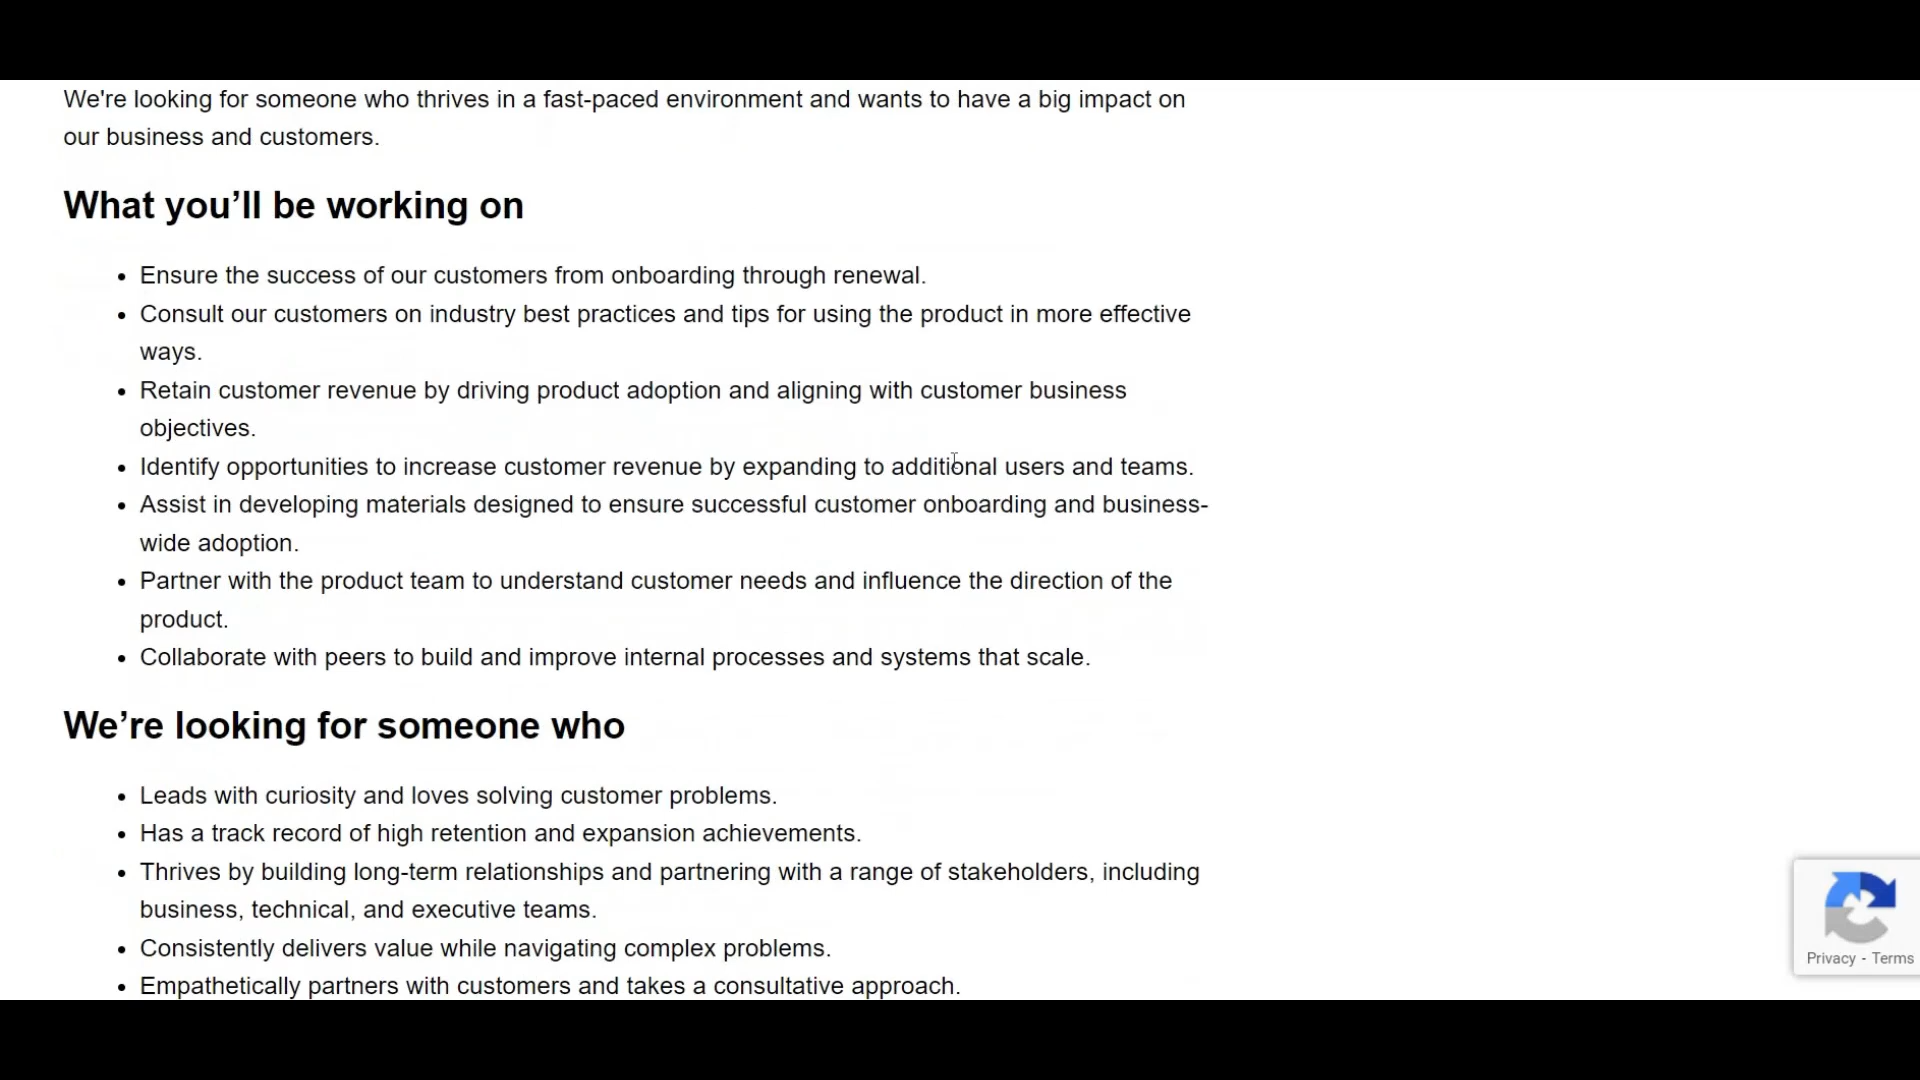 We're looking for someone who thrives in a fast-paced environment and wants to have a big impact on
our business and customers.
What you’ll be working on
• Ensure the success of our customers from onboarding through renewal.
• Consult our customers on industry best practices and tips for using the product in more effective
ways.
• Retain customer revenue by driving product adoption and aligning with customer business
objectives.
• Identify opportunities to increase customer revenue by expanding to additional users and teams.
• Assist in developing materials designed to ensure successful customer onboarding and business-
wide adoption.
• Partner with the product team to understand customer needs and influence the direction of the
product.
• Collaborate with peers to build and improve internal processes and systems that scale.
We’re looking for someone who
• Leads with curiosity and loves solving customer problems.
• Has a track record of high retention and expansion achievements.
• Thrives by building long-term relationships and partnering with a range of stakeholders, including
business, technical, and executive teams.
• Consistently delivers value while navigating complex problems.
• Empathetically partners with customers and takes a consultative approach.
Privacy - Terms